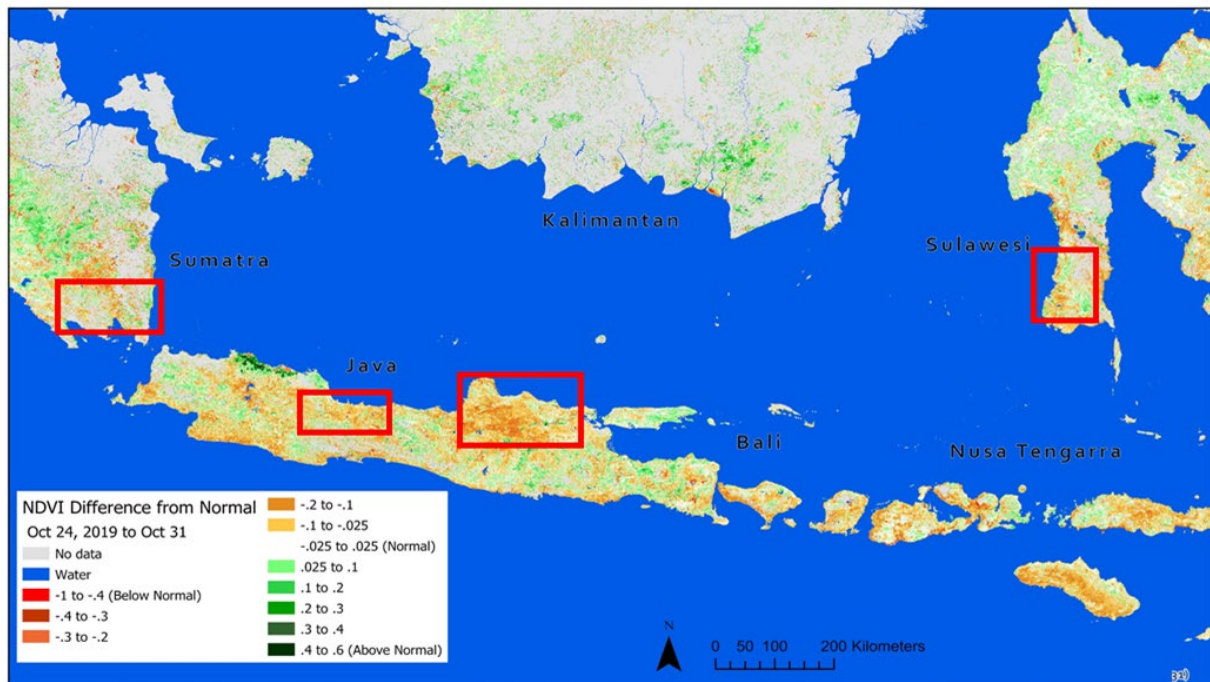 Kalimantan
Sumatra
Sulawesi
Java
Bali
Nusa Tengarra
NDVI Difference from Normal
Oct 24, 2019 to Oct 31
No data
Water
-1 to -.4 (Below Normal)
-.4 to -.3
-.3 to -.2
-.2 to -.1
-.1 to -.025
-.025 to .025 (Normal)
.025 to .1
.1 to .2
.2 to .3
.3 to .4
.4 to .6 (Above Normal)
N
0 50 100 200 Kilometers